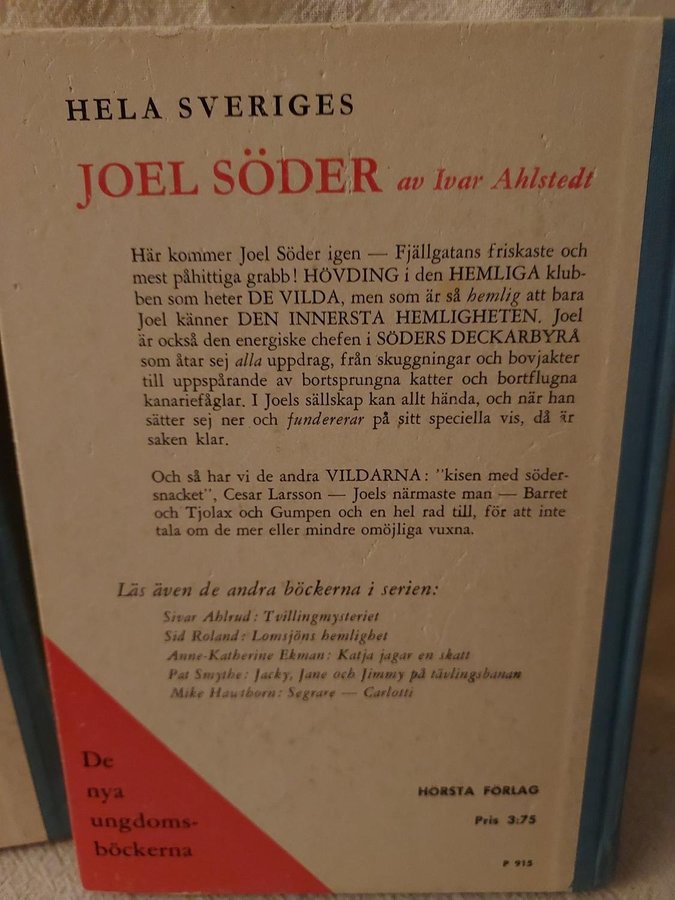 HELA SVERIGES
JOEL SÖDER av Ivar Ahlstedt
Här kommer Joel Söder igen — Fjällgatans friskaste och
mest påhittiga grabb! HÖVDING i den HEMLIGA klub-
ben som heter DE VILDA, men som är så hemlig att bara
Joel känner DEN INNERSTA HEMLIGHETEN. Joel
är också den energiske chefen i SÖDERS DECKARBYRÅ
som åtar sej alla uppdrag, från skuggningar och bovjakter
till uppspårande av bortsprungna katter och bortflugna
kanariefåglar. I Joels sällskap kan allt hända, och när han
sätter sej ner och fundererar på sitt speciella vis, då är
saken klar.
Och så har vi de andra VILDARNA: "kisen med söder-
snacket", Cesar Larsson — Joels närmaste man — Barret
och Tjolax och Gumpen och en hel rad till, för att inte
tala om de mer eller mindre omöjliga vuxna.
Läs även de andra böckerna i serien:
Sivar Ahlrud: Tvillingmysteriet
Sid Roland: Lomsjöns hemlighet
Anne-Katherine Ekman: Katja jagar en skatt
Pat Smythe: Jacky, Jane och Jimmy på tävlingsbanan
Mike Hawthorn: Segrare — Carlotti
De
nya
ungdoms-
böckerna
HORSTA FÖRLAG
Pris 3:75
P 915